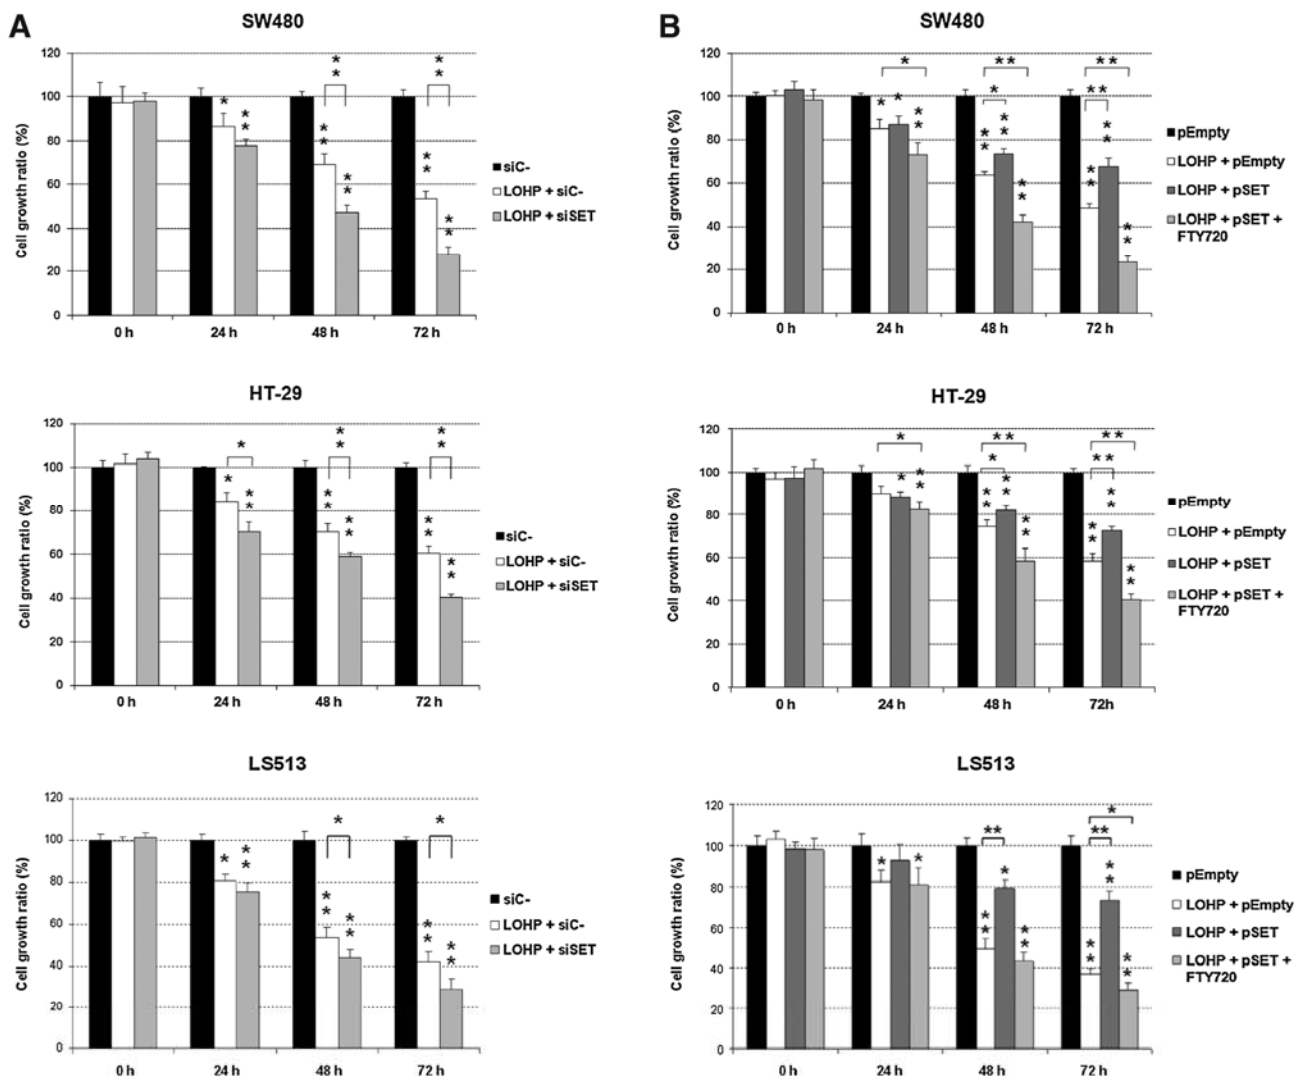 A
SW480
120
100
80
60
40
20
0
Cell growth ratio (%)
* *
* *
*
* *
* *
* *
* *
* *
0 h
24 h
48 h
72 h
siC-
LOHP + siC-
LOHP + siSET
B
SW480
120
100
80
60
40
20
0
Cell growth ratio (%)
*
* *
* *
*
* *
*
*
* *
* *
* *
* *
* *
* *
* *
0 h
24 h
48 h
72 h
pEmpty
LOHP + pEmpty
LOHP + pSET
LOHP + pSET +
FTY720
HT-29
120
100
80
60
40
20
0
Cell growth ratio (%)
*
* *
* *
*
* *
* *
* *
* *
* *
0 h
24 h
48 h
72 h
siC-
LOHP + siC-
LOHP + siSET
HT-29
120
100
80
60
40
20
0
Cell growth ratio (%)
*
* *
* *
*
* *
*
* *
* *
* *
* *
* *
* *
* *
0 h
24 h
48 h
72h
pEmpty
LOHP + pEmpty
LOHP + pSET
LOHP + pSET +
FTY720
LS513
120
100
80
60
40
20
0
Cell growth ratio (%)
*
*
*
* *
* *
* *
* *
* *
0 h
24 h
48 h
72 h
siC-
LOHP + siC-
LOHP + siSET
LS513
120
100
80
60
40
20
0
Cell growth ratio (%)
*
**
**
*
*
* *
*
* *
* *
* *
* *
0 h
24 h
48 h
72 h
pEmpty
LOHP + pEmpty
LOHP + pSET
LOHP + pSET +
FTY720